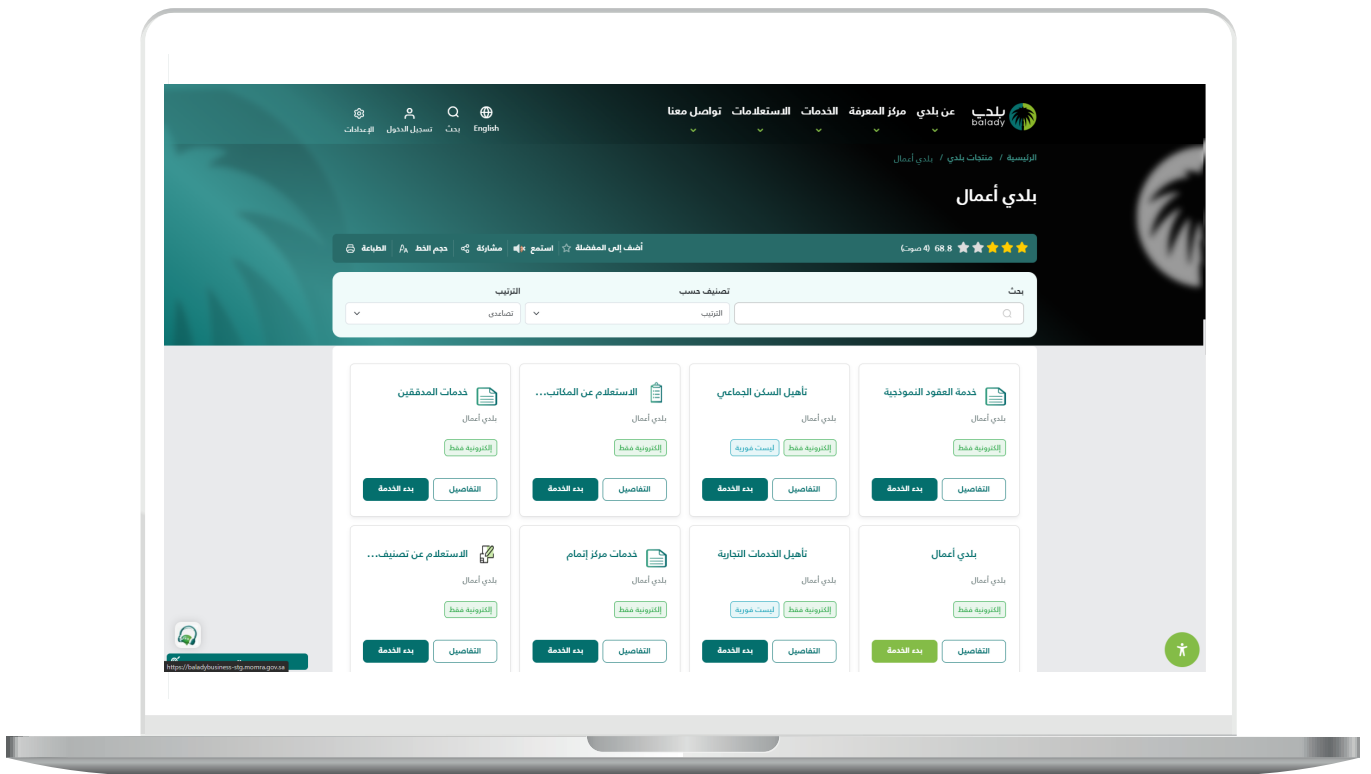 بلدي
balady
عن بلدي
مركز المعرفة
الخدمات
الاستعلامات
تواصل معنا
English
بحث
تسجيل الدخول
الإعدادات
الرئيسية / منتجات بلدي / بلدي أعمال
بلدي أعمال
68.8 (4 صوت)
أضف إلى المفضلة
استمع
مشاركة
حجم الخط
الطباعة
بحث
تصنيف حسب
الترتيب
الترتيب
تصاعدي
خدمة العقود النموذجية
بلدي أعمال
إلكترونية فقط
التفاصيل
بدء الخدمة
تأهيل السكن الجماعي
بلدي أعمال
إلكترونية فقط
ليست فورية
التفاصيل
بدء الخدمة
الاستعلام عن المكاتب...
بلدي أعمال
إلكترونية فقط
التفاصيل
بدء الخدمة
خدمات المدققين
بلدي أعمال
إلكترونية فقط
التفاصيل
بدء الخدمة
بلدي أعمال
بلدي أعمال
إلكترونية فقط
التفاصيل
بدء الخدمة
تأهيل الخدمات التجارية
بلدي أعمال
إلكترونية فقط
ليست فورية
التفاصيل
بدء الخدمة
خدمات مركز إتمام
بلدي أعمال
إلكترونية فقط
التفاصيل
بدء الخدمة
الاستعلام عن تصنيف...
بلدي أعمال
إلكترونية فقط
التفاصيل
بدء الخدمة
https://baladybusiness-stg.momra.gov.sa